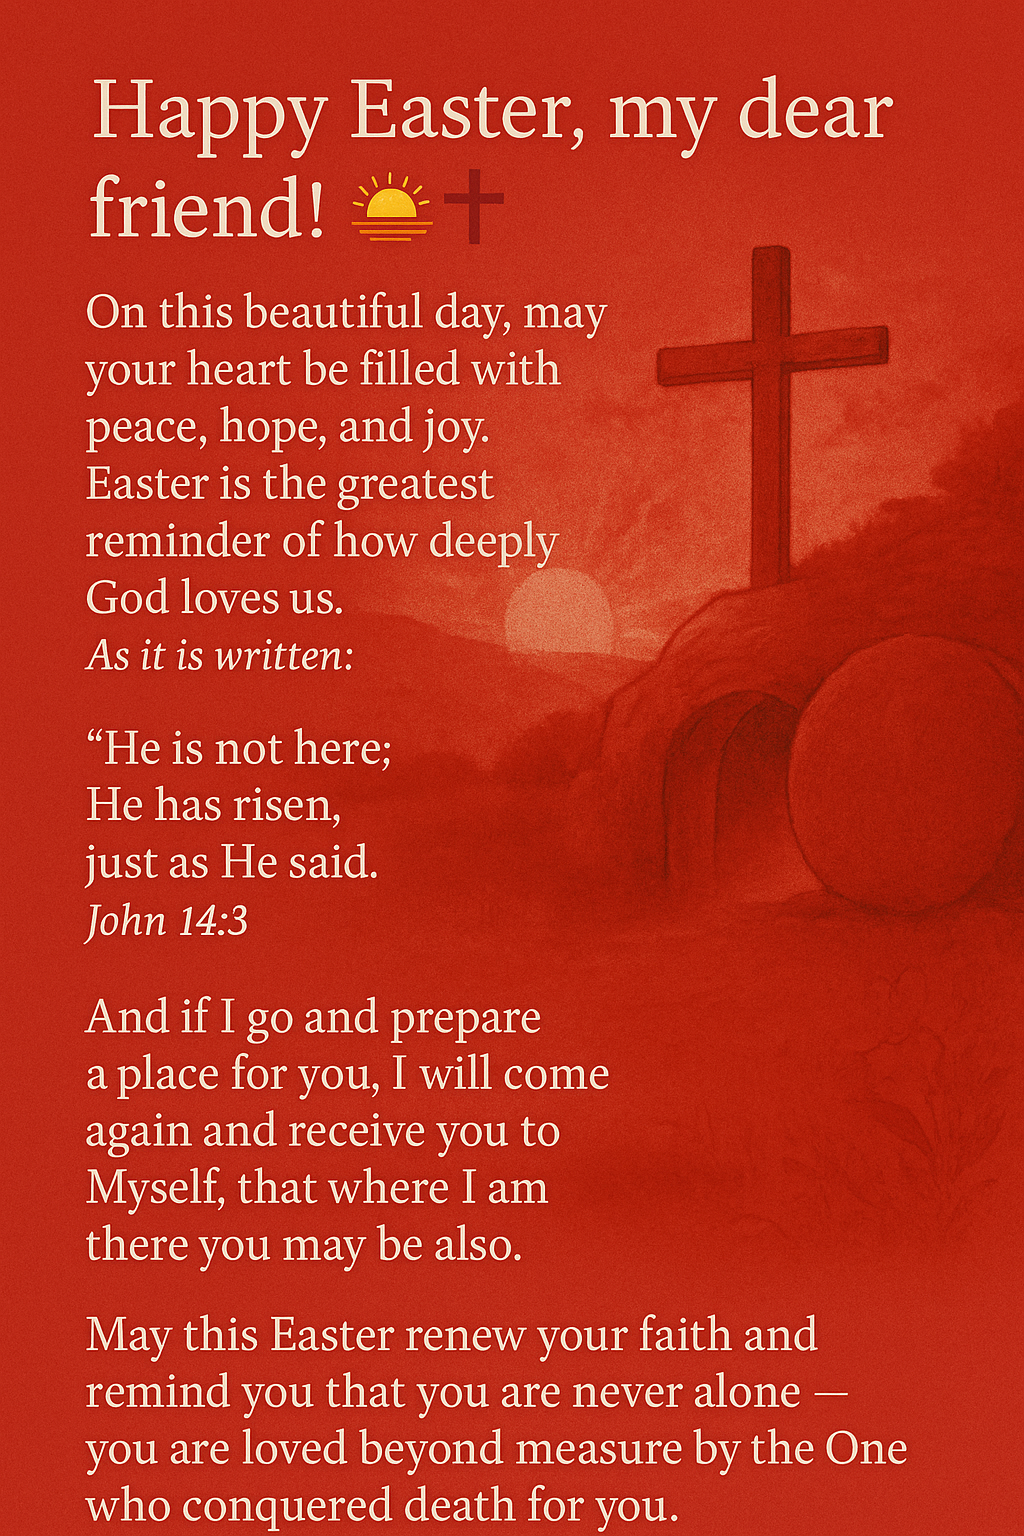 Happy Easter, my dear
friend! 🌅✝
On this beautiful day, may
your heart be filled with
peace, hope, and joy.
Easter is the greatest
reminder of how deeply
God loves us.
As it is written:
“He is not here;
He has risen,
just as He said.
John 14:3
And if I go and prepare
a place for you, I will come
again and receive you to
Myself, that where I am
there you may be also.
May this Easter renew your faith and
remind you that you are never alone —
you are loved beyond measure by the One
who conquered death for you.